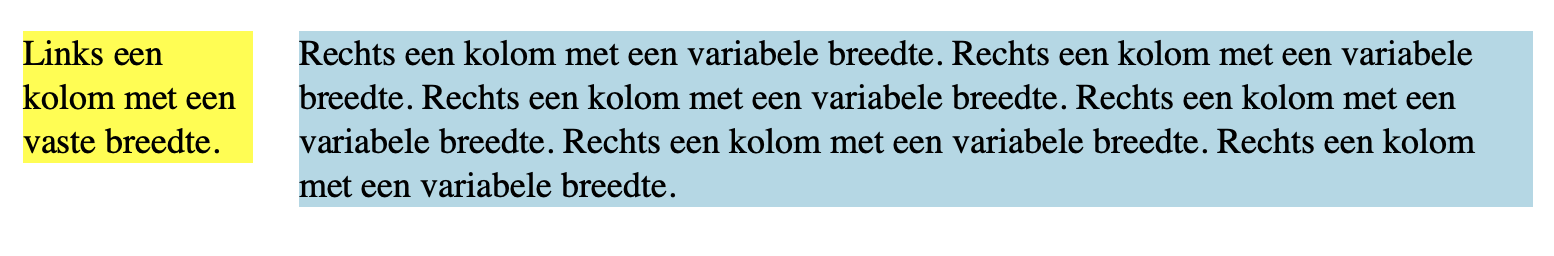 Links een
kolom met een
vaste breedte.
Rechts een kolom met een variabele breedte. Rechts een kolom met een variabele
breedte. Rechts een kolom met een variabele breedte. Rechts een kolom met een
variabele breedte. Rechts een kolom met een variabele breedte. Rechts een kolom
met een variabele breedte.